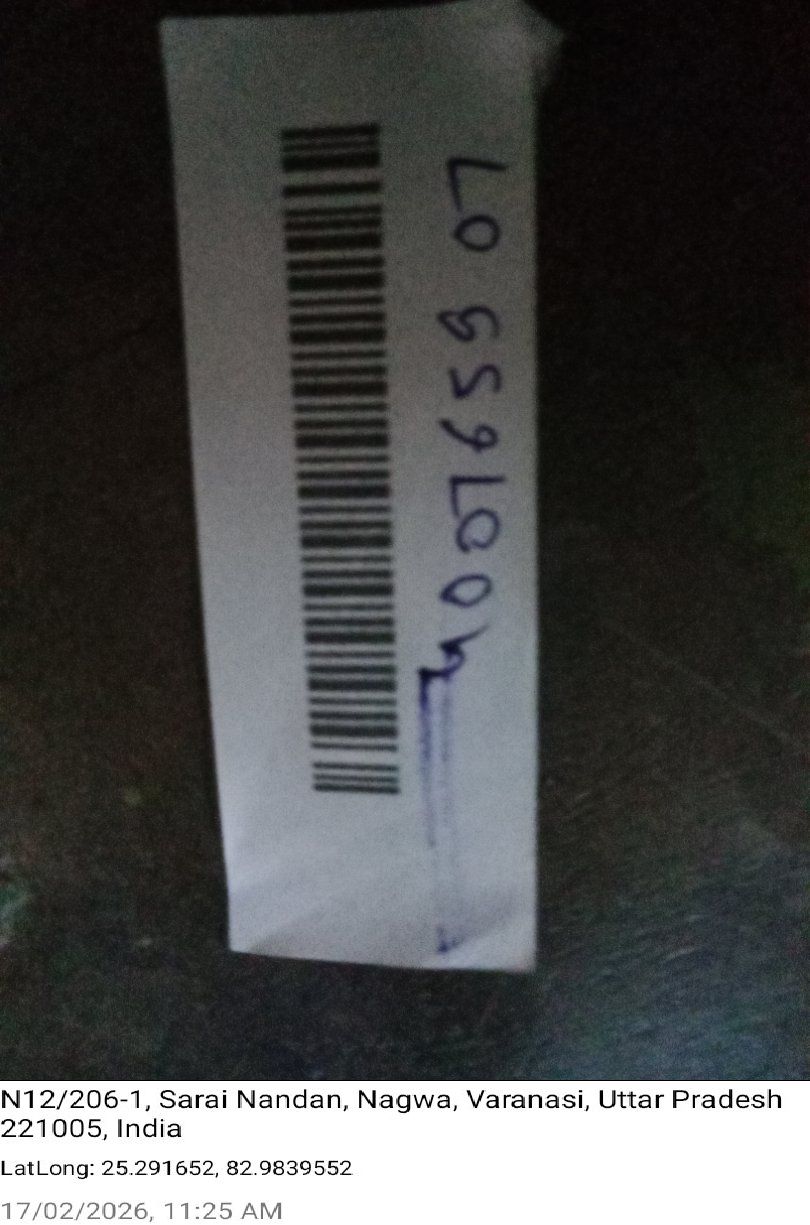 07
N12/206-1, Sarai Nandan, Nagwa, Varanasi, Uttar Pradesh
221005, India
LatLong: 25.291652, 82.9839552
17/02/2026, 11:25 AM